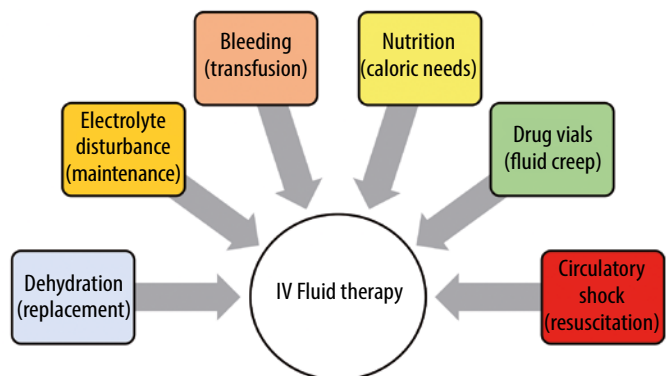 Bleeding
(transfusion)
Nutrition
(caloric needs)
Electrolyte
disturbance
(maintenance)
Drug vials
(fluid creep)
Dehydration
(replacement)
IV Fluid therapy
Circulatory
shock
(resuscitation)